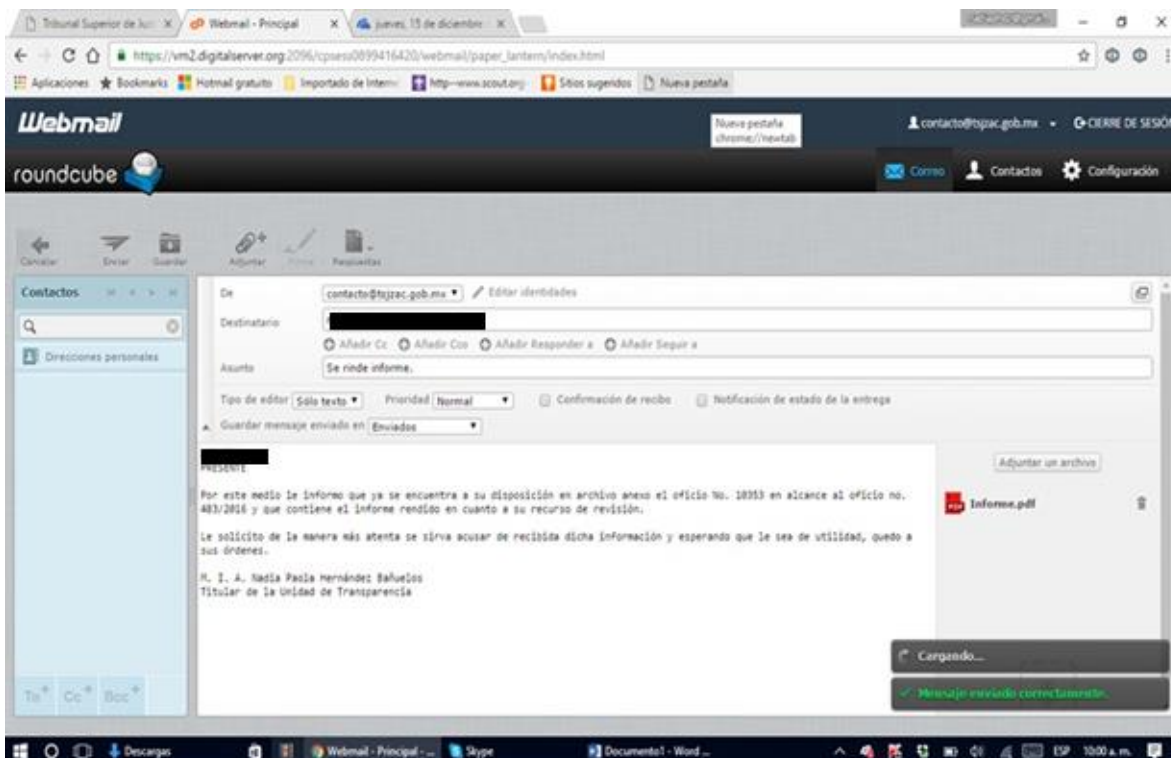 Tribunal Superior de Jus X
Webmail - Principal X
jueves, 15 de diciembre X
https://vm2.digitalserver.org:2096/cpsess0899416420/webmail/paper_lantern/index.html
Aplicaciones Bookmarks Hotmail gratuito Importado de Intern http--www.scout.org- Sitios sugeridos Nueva pestaña
Webmail
Nueva pestaña
chrome://newtab
contacto@tsjzac.gob.mx CIERRE DE SESIÓN
roundcube
Correo Contactos Configuración
Cancelar Enviar Guardar Adjuntar Firma Respuestas
Contactos
Direcciones personales
De contacto@tsjzac.gob.mx Editar identidades
Destinatario
Añadir Cc Añadir Cco Añadir Responder a Añadir Seguir a
Asunto Se rinde informe.
Tipo de editor Sólo texto Prioridad Normal Confirmación de recibo Notificación de estado de la entrega
Guardar mensaje enviado en Enviados
PRESENTE
Por este medio le informo que ya se encuentra a su disposición en archivo anexo el oficio No. 10353 en alcance al oficio no.
483/2016 y que contiene el informe rendido en cuanto a su recurso de revisión.
Le solicito de la manera más atenta se sirva acusar de recibida dicha información y esperando que le sea de utilidad, quedo a
sus órdenes.
M. I. A. Nadia Paola Hernández Bañuelos
Titular de la Unidad de Transparencia
Adjuntar un archivo
Informe.pdf
Cargando...
Mensaje enviado correctamente.
To+ Cc+ Bcc+
Descargas Webmail - Principal - ... Skype Documento1 - Word ... ESP 10:00 a.m.